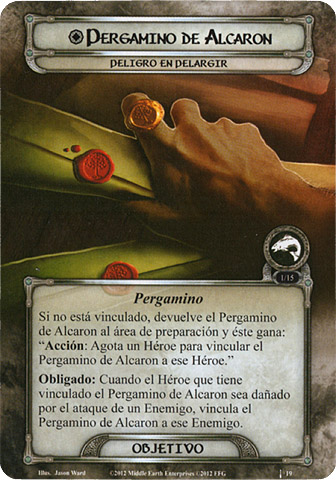 Pergamino de Alcaron
Peligro en Pelargir
1/15
Pergamino
Si no está vinculado, devuelve el Pergamino
de Alcaron al área de preparación y éste gana:
“Acción: Agota un Héroe para vincular el
Pergamino de Alcaron a ese Héroe.”
Obligado: Cuando el Héroe que tiene
vinculado el Pergamino de Alcaron sea dañado
por el ataque de un Enemigo, vincula el
Pergamino de Alcaron a ese Enemigo.
Objetivo
Illus. Jason Ward ©2012 Middle Earth Enterprises ©2012 FFG 19